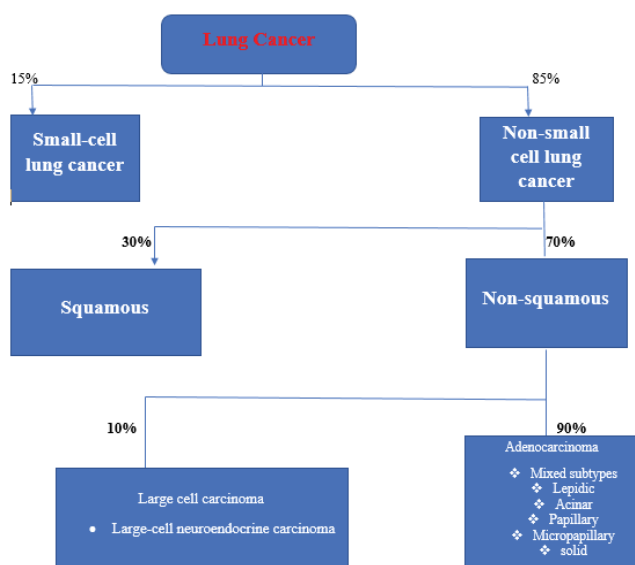 Lung Cancer
15%
85%
Small-cell
lung cancer
Non-small
cell lung
cancer
30%
70%
Squamous
Non-squamous
10%
90%
Large cell carcinoma
● Large-cell neuroendocrine carcinoma
Adenocarcinoma
❖ Mixed subtypes
❖ Lepidic
❖ Acinar
❖ Papillary
❖ Micropapillary
❖ solid